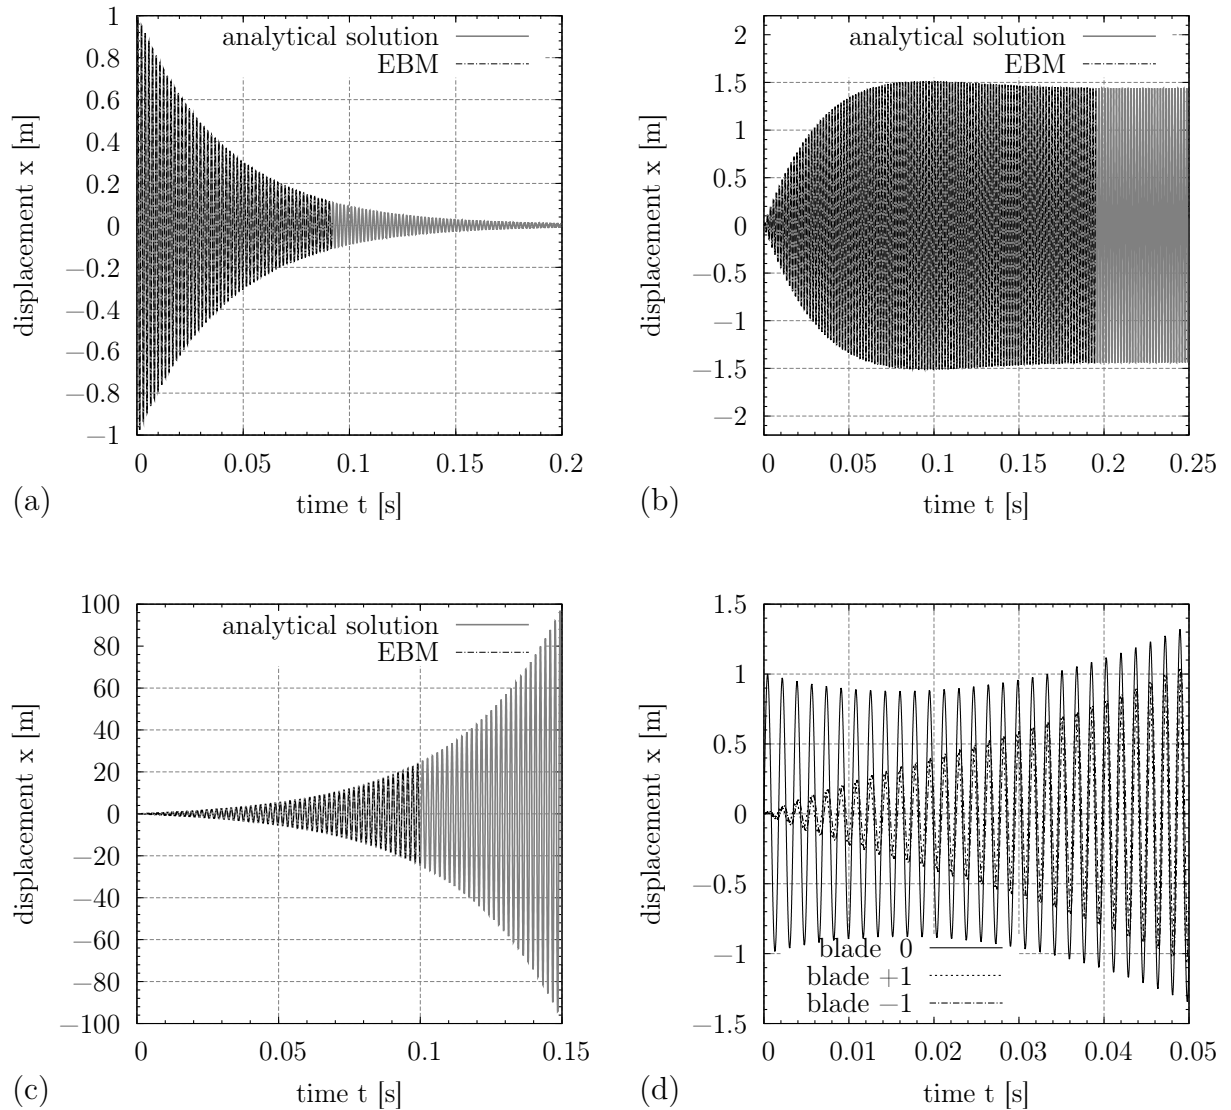 analytical solution
EBM
1
0.8
0.6
0.4
0.2
0
−0.2
−0.4
−0.6
−0.8
−1
displacement x [m]
0 0.05 0.1 0.15 0.2
time t [s]
(a)
analytical solution
EBM
2
1.5
1
0.5
0
−0.5
−1
−1.5
−2
displacement x [m]
0 0.05 0.1 0.15 0.2 0.25
time t [s]
(b)
analytical solution
EBM
100
80
60
40
20
0
−20
−40
−60
−80
−100
displacement x [m]
0 0.05 0.1 0.15
time t [s]
(c)
1.5
1
0.5
0
−0.5
−1
−1.5
displacement x [m]
blade 0
blade +1
blade −1
0 0.01 0.02 0.03 0.04 0.05
time t [s]
(d)